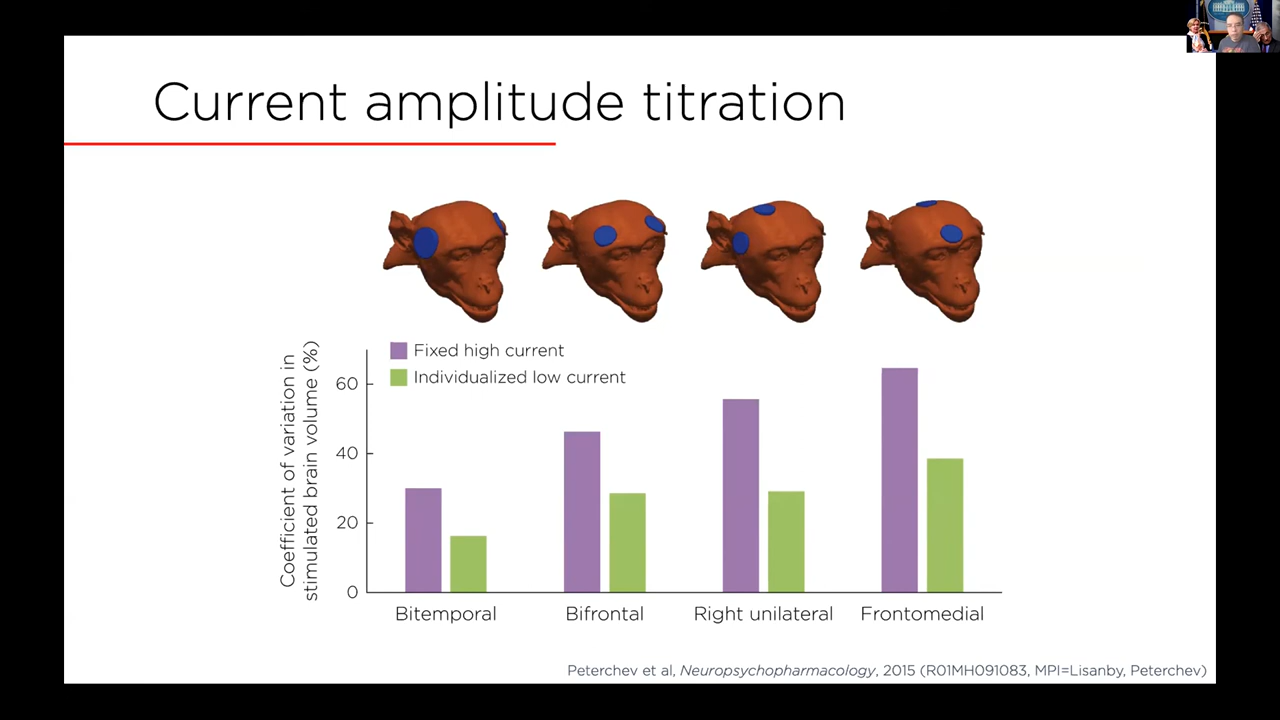 Current amplitude titration
Fixed high current
Individualized low current
Coefficient of variation in
stimulated brain volume (%)
60
40
20
0
Bitemporal
Bifrontal
Right unilateral
Frontomedial
Peterchev et al, Neuropsychopharmacology, 2015 (R01MH091083, MPI=Lisanby, Peterchev)